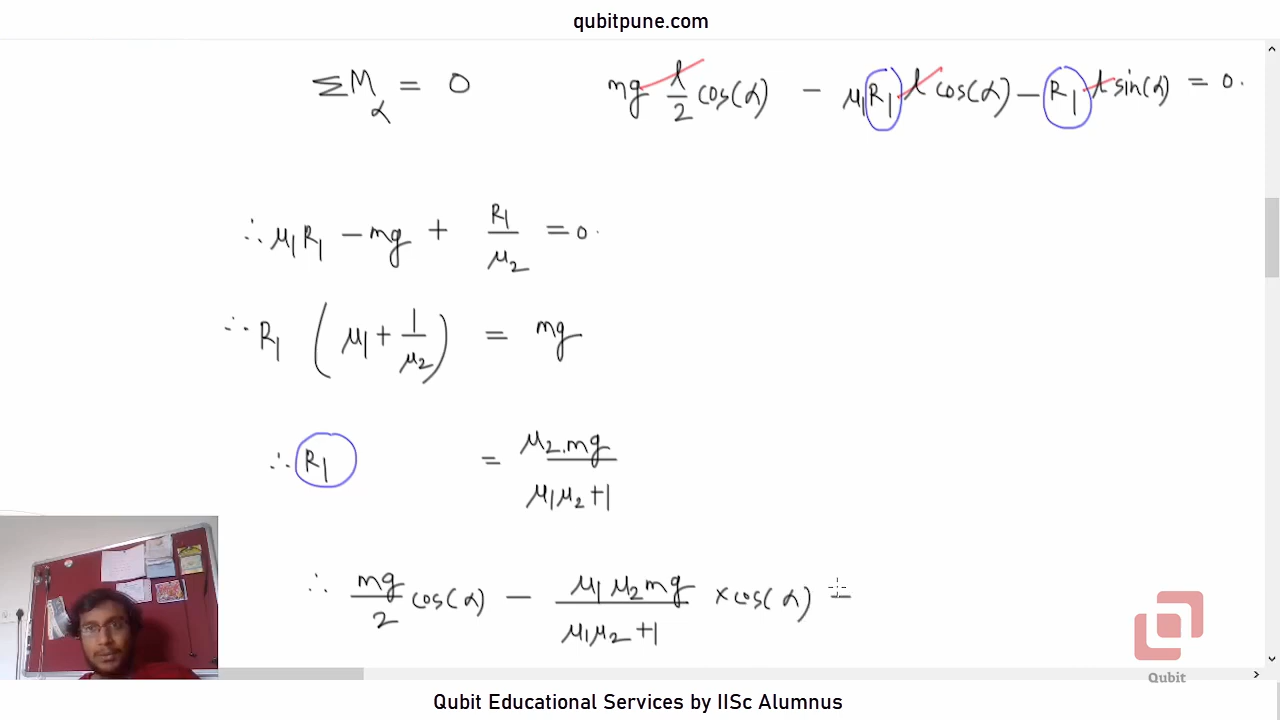 qubitpune.com
ΣM_α = 0 mg l/2 cos(α) − μ₁R₁ l cos(α) − R₁ l sin(α) = 0.
∴ μ₁R₁ − mg + R₁/μ₂ = 0.
∴ R₁ (μ₁ + 1/μ₂) = mg
∴ R₁ = μ₂.mg/(μ₁μ₂ + 1)
∴ mg/2 cos(α) − μ₁μ₂mg/(μ₁μ₂ + 1) × cos(α) =
Qubit
Qubit Educational Services by IISc Alumnus